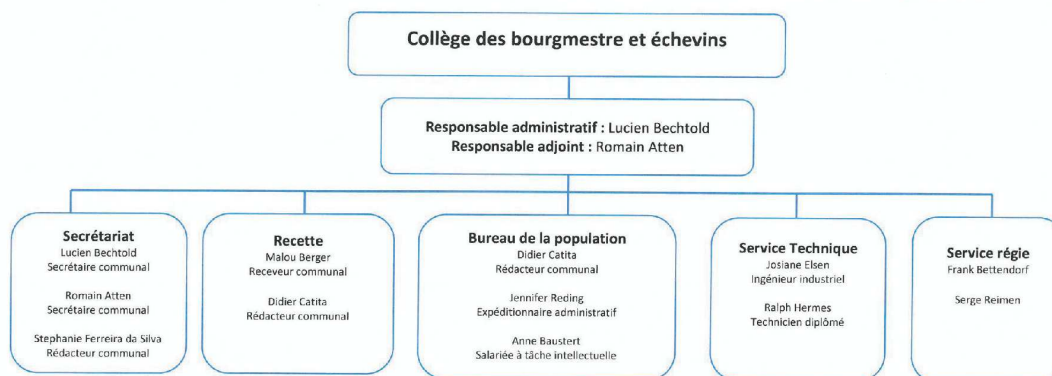 Collège des bourgmestre et échevins
Responsable administratif : Lucien Bechtold
Responsable adjoint : Romain Atten
Secrétariat
Lucien Bechtold
Secrétaire communal
Romain Atten
Secrétaire communal
Stephanie Ferreira da Silva
Rédacteur communal
Recette
Malou Berger
Receveur communal
Didier Catita
Rédacteur communal
Bureau de la population
Didier Catita
Rédacteur communal
Jennifer Reding
Expéditionnaire administratif
Anne Baustert
Salariée à tâche intellectuelle
Service Technique
Josiane Elsen
Ingénieur industriel
Ralph Hermes
Technicien diplômé
Service régie
Frank Bettendorf
Serge Reimen